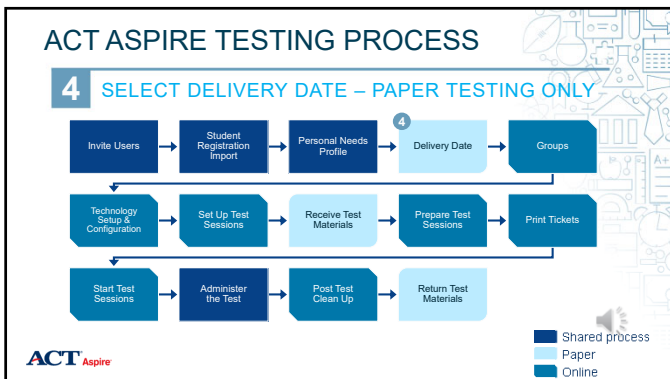 ACT ASPIRE TESTING PROCESS
4 SELECT DELIVERY DATE – PAPER TESTING ONLY
4
Invite Users
Student
Registration
Import
Personal Needs
Profile
Delivery Date
Groups
Technology
Setup &
Configuration
Set Up Test
Sessions
Receive Test
Materials
Prepare Test
Sessions
Print Tickets
Start Test
Sessions
Administer
the Test
Post Test
Clean Up
Return Test
Materials
Shared process
Paper
Online
ACT Aspire
A+